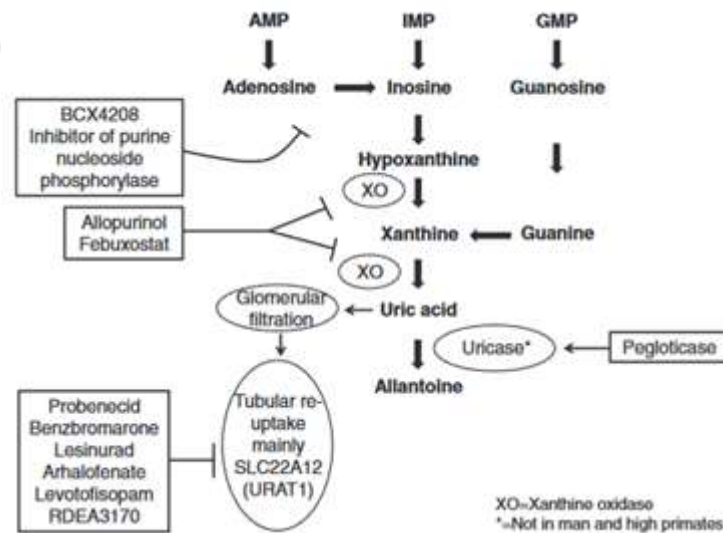 AMP IMP GMP
Adenosine Inosine Guanosine
BCX4208
Inhibitor of purine
nucleoside
phosphorylase
Hypoxanthine
XO
Allopurinol
Febuxostat
Xanthine Guanine
XO
Glomerular
filtration
Uric acid
Uricase*
Pegloticase
Allantoine
Probenecid
Benzbromarone
Lesinurad
Arhalofenate
Levotofisopam
RDEA3170
Tubular re-
uptake
mainly
SLC22A12
(URAT1)
XO=Xanthine oxidase
*=Not in man and high primates